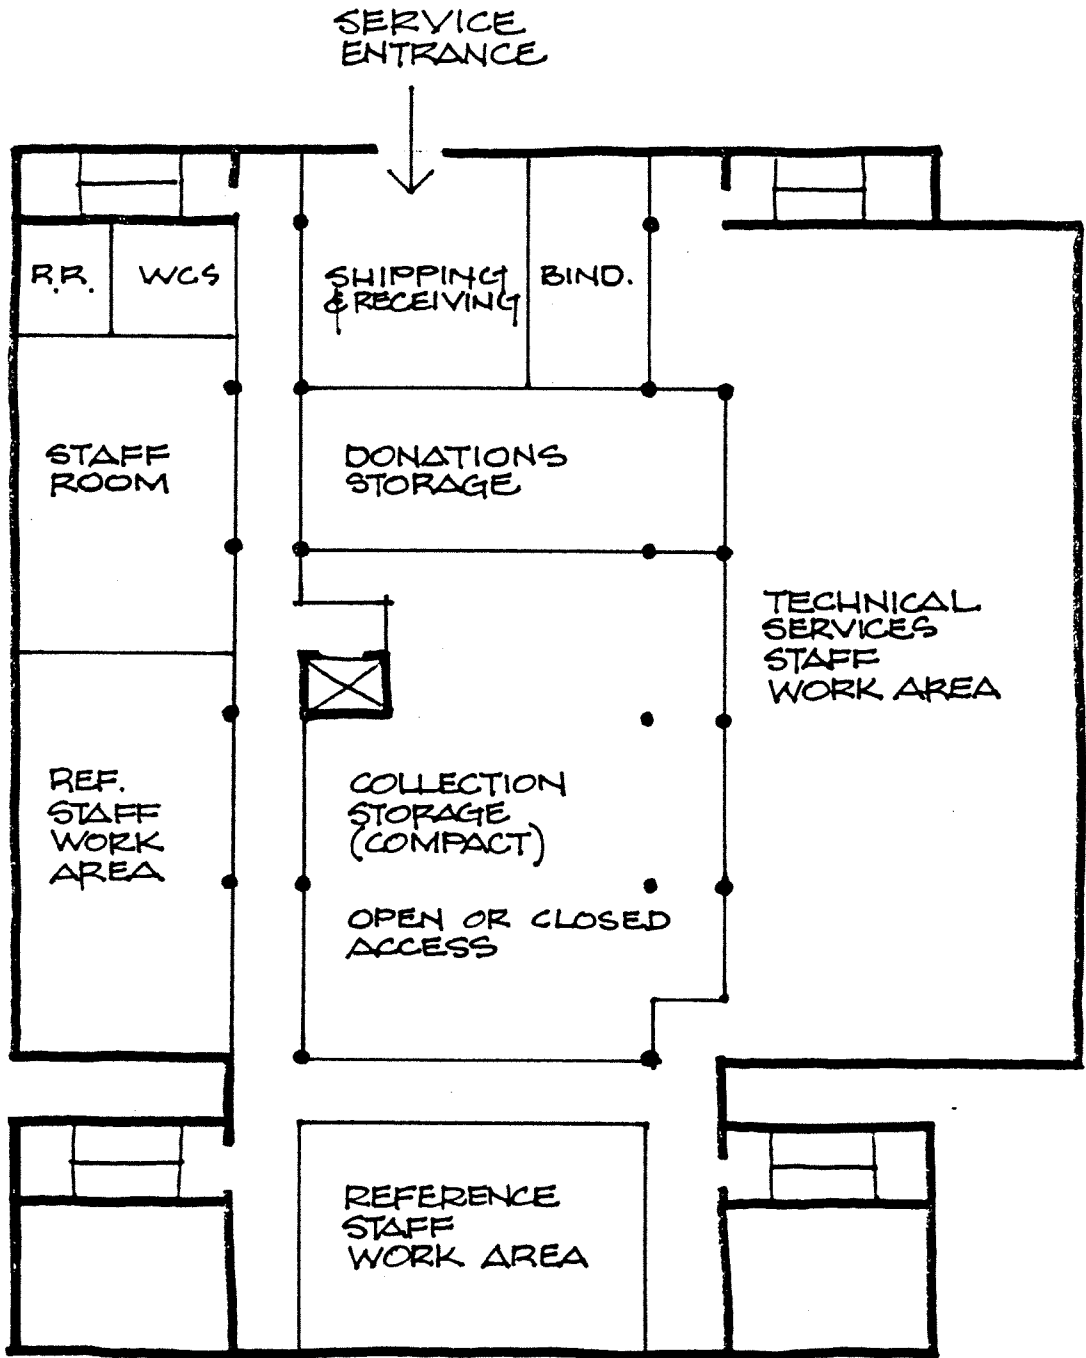 SERVICE
ENTRANCE
R.R.
WCS
SHIPPING
& RECEIVING
BIND.
STAFF
ROOM
DONATIONS
STORAGE
TECHNICAL
SERVICES
STAFF
WORK AREA
REF.
STAFF
WORK
AREA
COLLECTION
STORAGE
(COMPACT)
OPEN OR CLOSED
ACCESS
REFERENCE
STAFF
WORK AREA